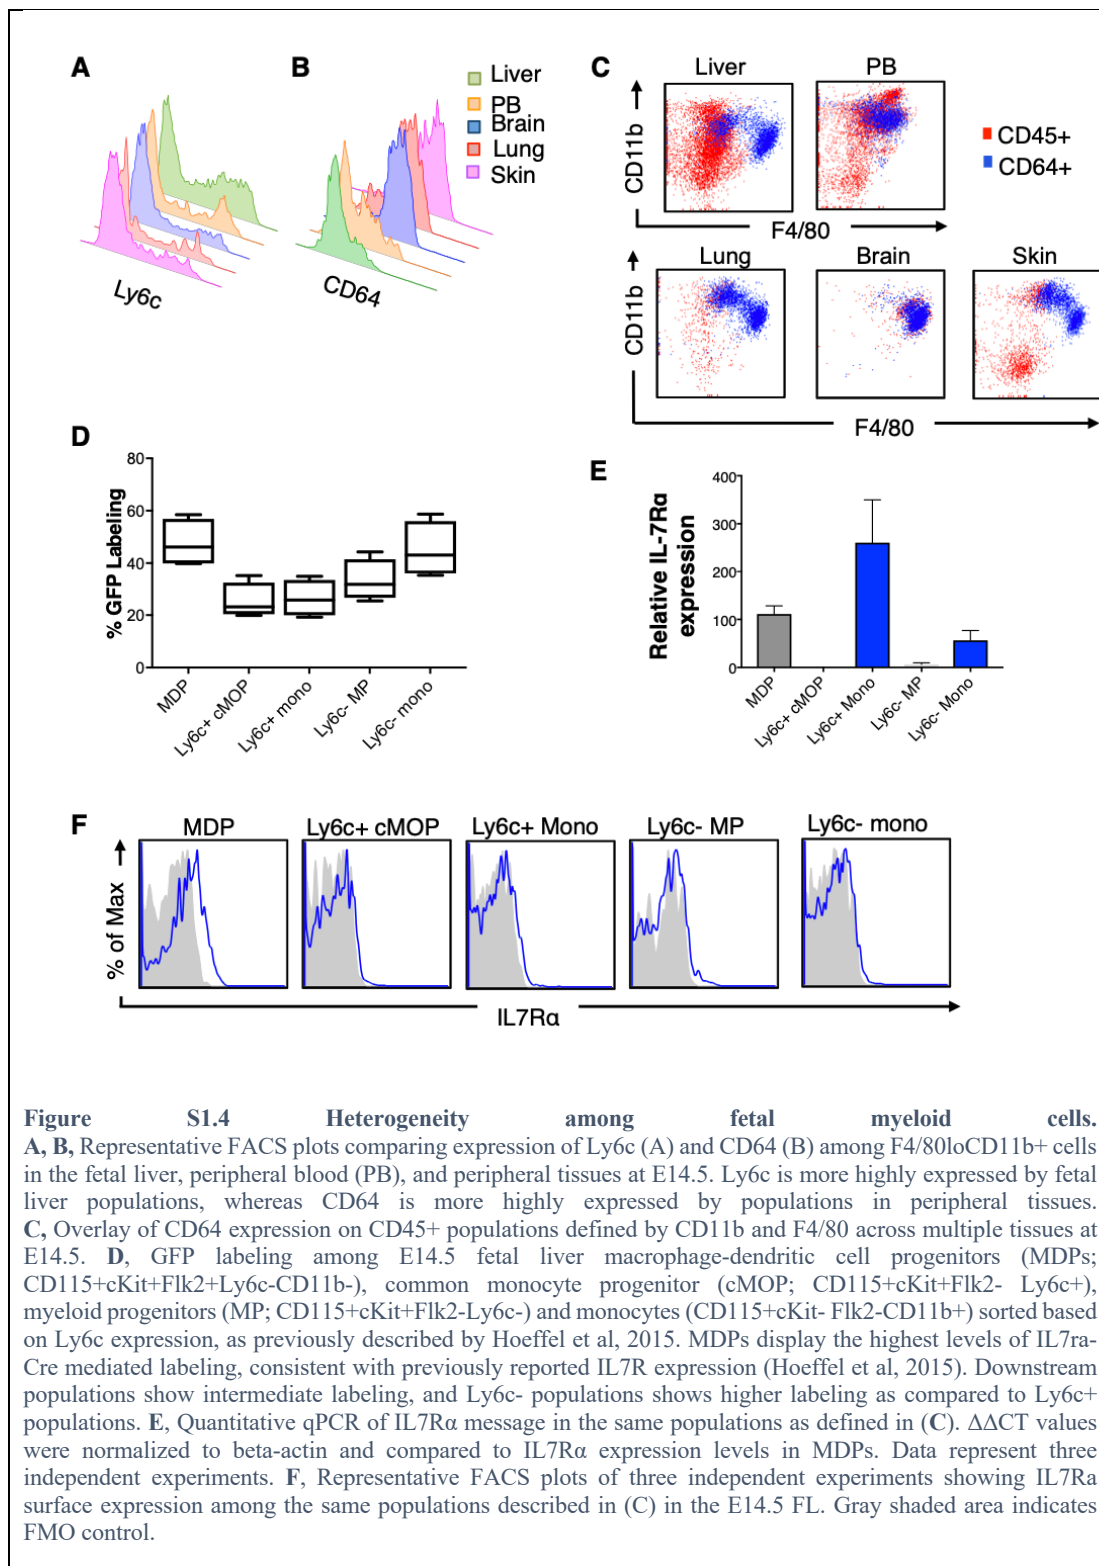 A
B
Liver
PB
Brain
Lung
Skin
Ly6c
CD64
C
Liver
PB
CD11b
F4/80
CD45+
CD64+
Lung
Brain
Skin
CD11b
F4/80
D
% GFP Labeling
80
60
40
20
0
MDP
Ly6c+ cMOP
Ly6c+ mono
Ly6c- MP
Ly6c- mono
E
Relative IL-7Rα
expression
400
300
200
100
0
MDP
Ly6c+ cMOP
Ly6c+ Mono
Ly6c- MP
Ly6c- Mono
F
MDP
Ly6c+ cMOP
Ly6c+ Mono
Ly6c- MP
Ly6c- mono
% of Max
IL7Rα
Figure S1.4 Heterogeneity among fetal myeloid cells.
A, B, Representative FACS plots comparing expression of Ly6c (A) and CD64 (B) among F4/80loCD11b+ cells
in the fetal liver, peripheral blood (PB), and peripheral tissues at E14.5. Ly6c is more highly expressed by fetal
liver populations, whereas CD64 is more highly expressed by populations in peripheral tissues.
C, Overlay of CD64 expression on CD45+ populations defined by CD11b and F4/80 across multiple tissues at
E14.5. D, GFP labeling among E14.5 fetal liver macrophage-dendritic cell progenitors (MDPs;
CD115+cKit+Flk2+Ly6c-CD11b-), common monocyte progenitor (cMOP; CD115+cKit+Flk2- Ly6c+),
myeloid progenitors (MP; CD115+cKit+Flk2-Ly6c-) and monocytes (CD115+cKit- Flk2-CD11b+) sorted based
on Ly6c expression, as previously described by Hoeffel et al, 2015. MDPs display the highest levels of IL7ra-
Cre mediated labeling, consistent with previously reported IL7R expression (Hoeffel et al, 2015). Downstream
populations show intermediate labeling, and Ly6c- populations shows higher labeling as compared to Ly6c+
populations. E, Quantitative qPCR of IL7Rα message in the same populations as defined in (C). ΔΔCT values
were normalized to beta-actin and compared to IL7Rα expression levels in MDPs. Data represent three
independent experiments. F, Representative FACS plots of three independent experiments showing IL7Ra
surface expression among the same populations described in (C) in the E14.5 FL. Gray shaded area indicates
FMO control.